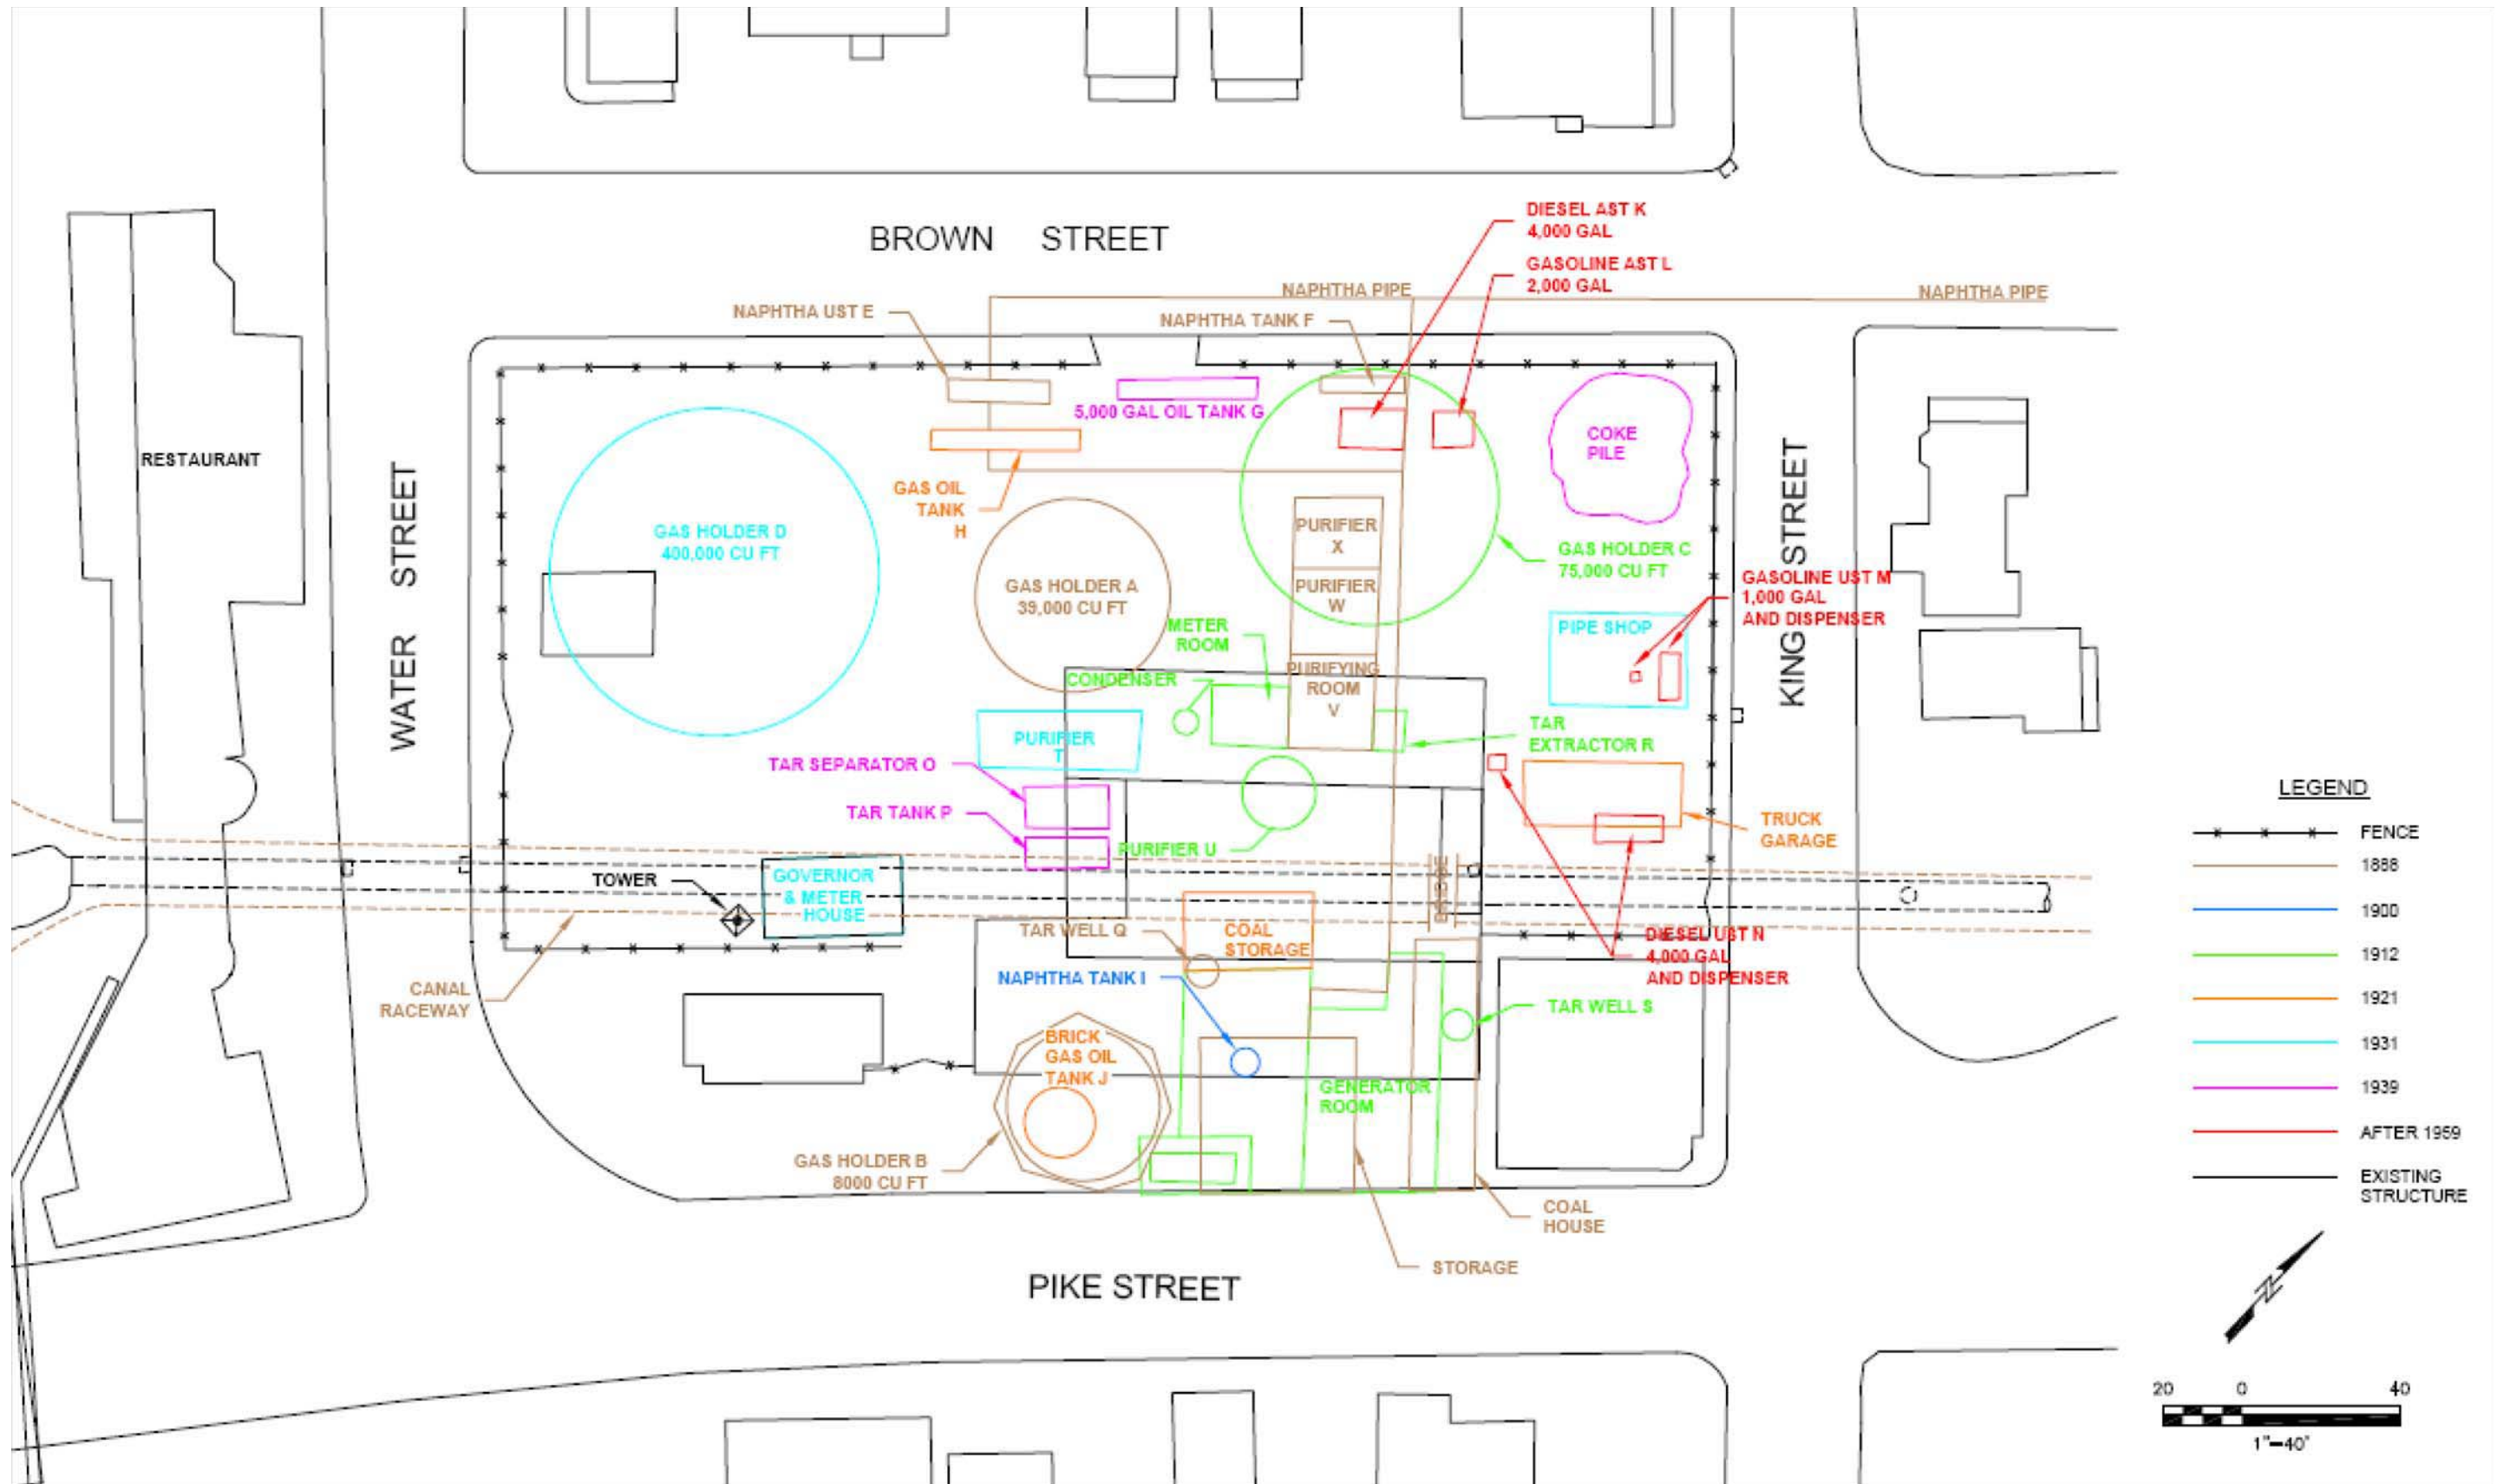 BROWN STREET
DIESEL AST K
4,000 GAL
GASOLINE AST L
2,000 GAL
NAPHTHA PIPE
NAPHTHA PIPE
NAPHTHA UST E
NAPHTHA TANK F
5,000 GAL OIL TANK G
COKE
PILE
RESTAURANT
WATER STREET
KING STREET
GAS OIL
TANK
H
GAS HOLDER D
400,000 CU FT
PURIFIER
X
GAS HOLDER C
75,000 CU FT
GAS HOLDER A
39,000 CU FT
PURIFIER
W
GASOLINE UST M
1,000 GAL
AND DISPENSER
METER
ROOM
PIPE SHOP
PURIFYING
ROOM
V
CONDENSER
PURIFIER
T
TAR
EXTRACTOR R
TAR SEPARATOR O
TAR TANK P
PURIFIER U
TRUCK
GARAGE
TOWER
GOVERNOR
& METER
HOUSE
BRIDGE
TAR WELL Q
COAL
STORAGE
DIESEL UST N
4,000 GAL
AND DISPENSER
NAPHTHA TANK I
CANAL
RACEWAY
TAR WELL S
BRICK
GAS OIL
TANK J
GENERATOR
ROOM
GAS HOLDER B
8000 CU FT
COAL
HOUSE
STORAGE
PIKE STREET
LEGEND
FENCE
1888
1900
1912
1921
1931
1939
AFTER 1959
EXISTING
STRUCTURE
N
20 0 40
1"=40'